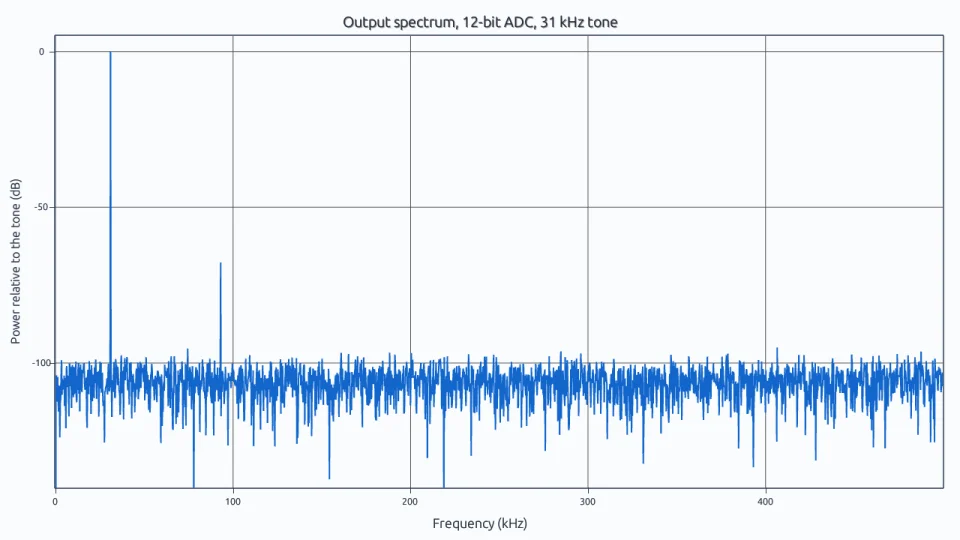 Output spectrum, 12-bit ADC, 31 kHz tone
Power relative to the tone (dB)
0
-50
-100
0 100 200 300 400
Frequency (kHz)